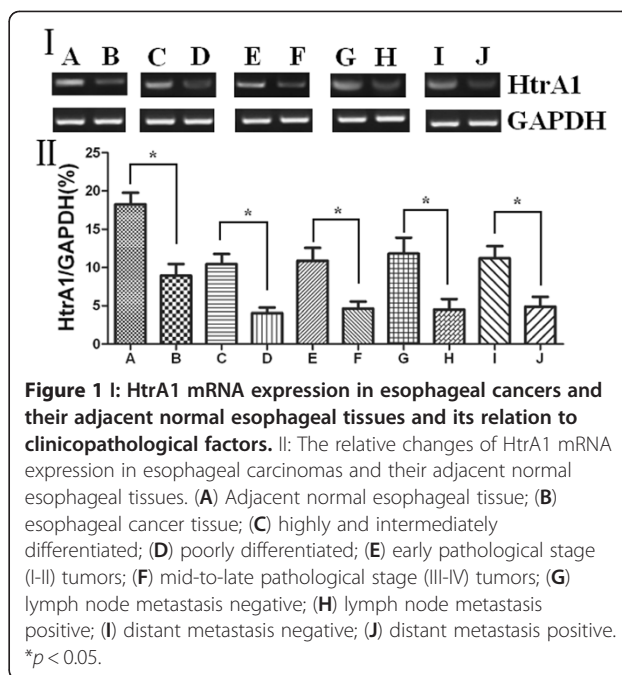 I
A B C D E F G H I J
HtrA1
GAPDH
II
HtrA1/GAPDH(%)
25
20
15
10
5
0
* * * * *
A B C D E F G H I J
Figure 1 I: HtrA1 mRNA expression in esophageal cancers and
their adjacent normal esophageal tissues and its relation to
clinicopathological factors. II: The relative changes of HtrA1 mRNA
expression in esophageal carcinomas and their adjacent normal
esophageal tissues. (A) Adjacent normal esophageal tissue; (B)
esophageal cancer tissue; (C) highly and intermediately
differentiated; (D) poorly differentiated; (E) early pathological stage
(I-II) tumors; (F) mid-to-late pathological stage (III-IV) tumors; (G)
lymph node metastasis negative; (H) lymph node metastasis
positive; (I) distant metastasis negative; (J) distant metastasis positive.
*p < 0.05.